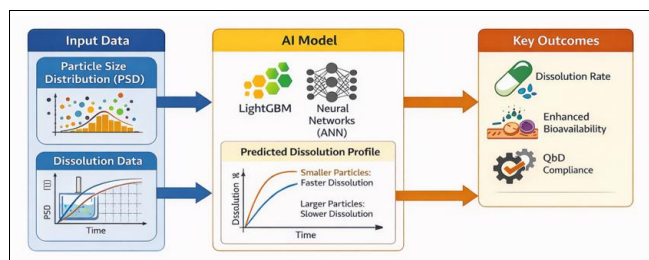 Input Data
Particle Size
Distribution (PSD)
Dissolution Data
PSD
Time
AI Model
LightGBM
Neural
Networks
(ANN)
Predicted Dissolution Profile
Dissolution
Smaller Particles:
Faster Dissolution
Larger Particles:
Slower Dissolution
Time
Key Outcomes
Dissolution Rate
Enhanced
Bioavailability
QbD
Compliance